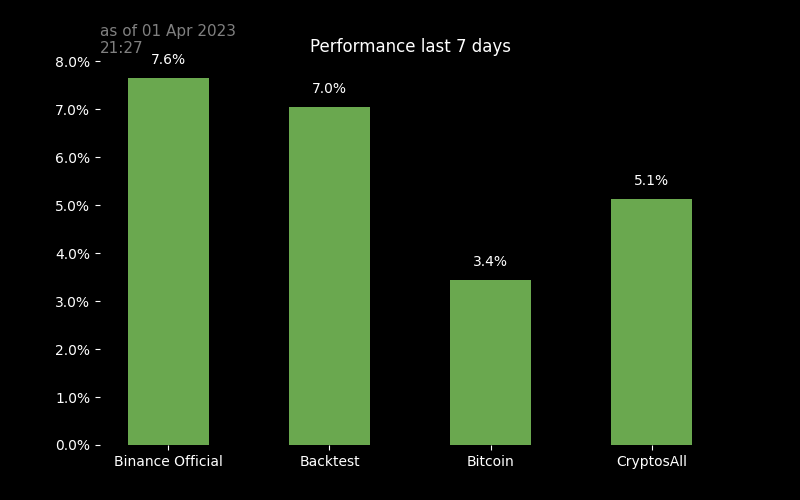 as of 01 Apr 2023
21:27
Performance last 7 days
8.0%
7.0%
6.0%
5.0%
4.0%
3.0%
2.0%
1.0%
0.0%
7.6%
7.0%
3.4%
5.1%
Binance Official
Backtest
Bitcoin
CryptosAll